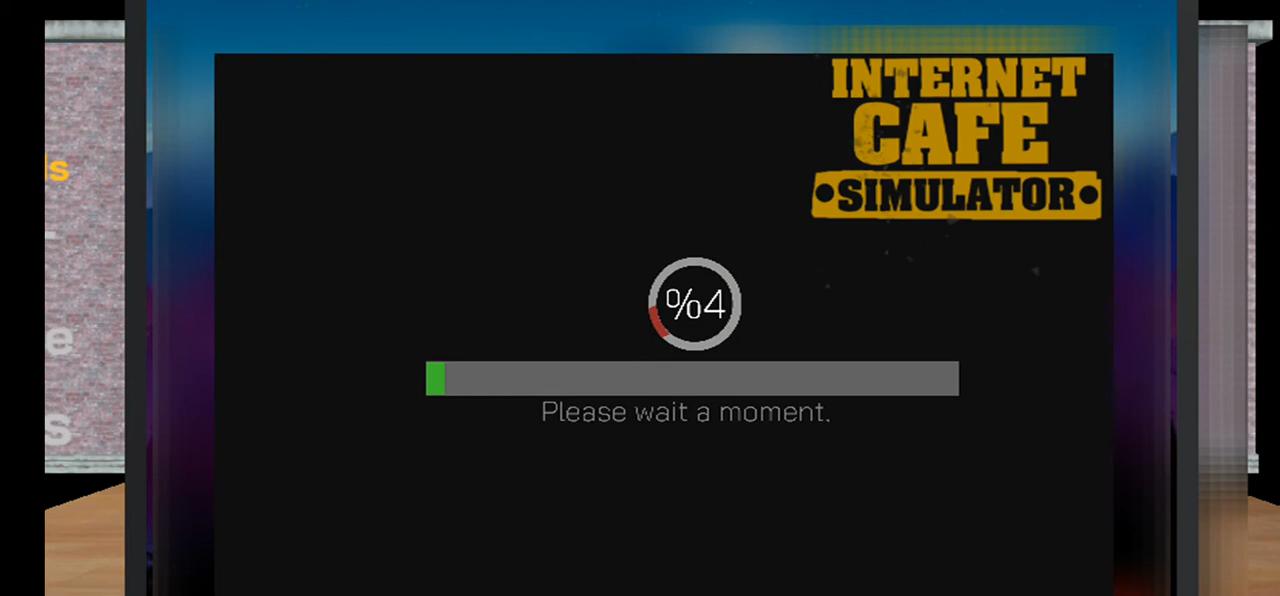 INTERNET
CAFE
SIMULATOR
%4
Please wait a moment.